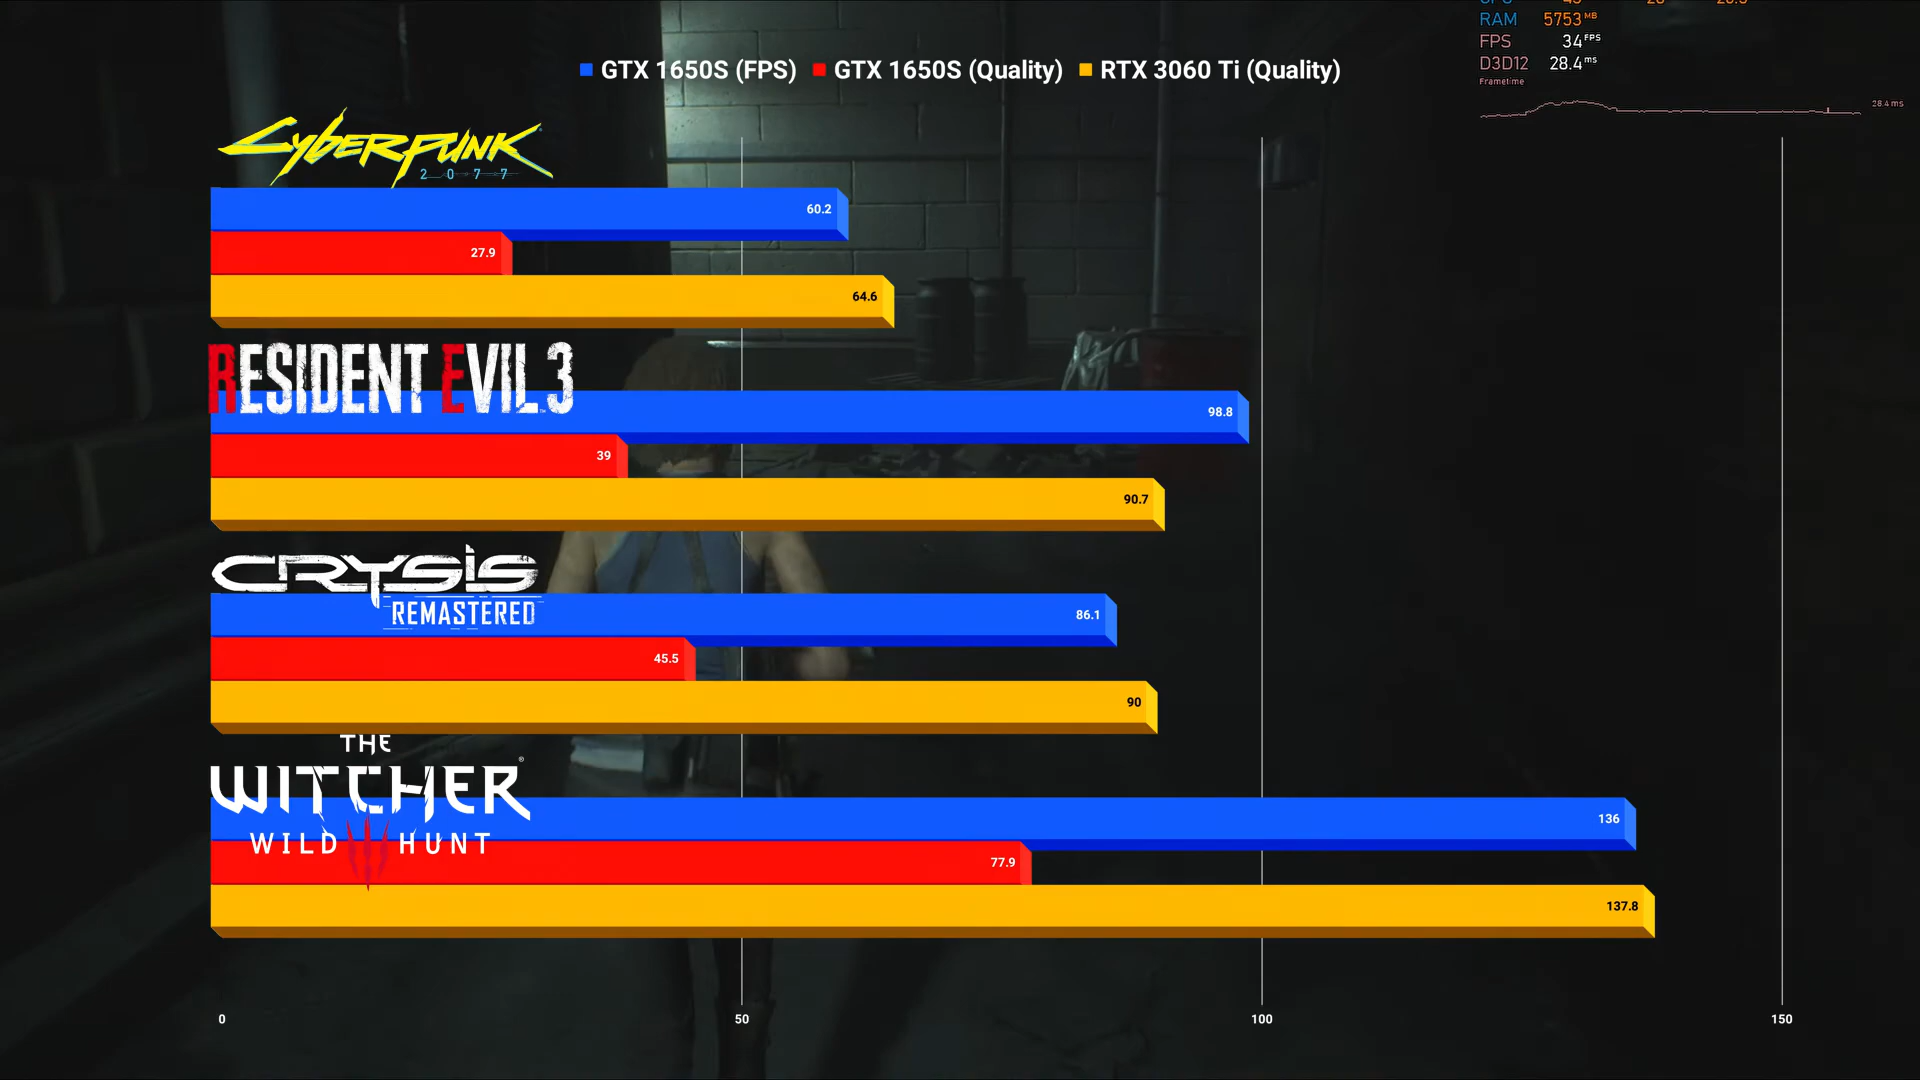 RAM 5753 MB
FPS 34 FPS
D3D12 28.4 ms
Frametime
28.4 ms
GTX 1650S (FPS) GTX 1650S (Quality) RTX 3060 Ti (Quality)
CYBERPUNK
2077
60.2
27.9
64.6
RESIDENT EVIL 3
98.8
39
90.7
CRYSIS
REMASTERED
86.1
45.5
90
THE
WITCHER
WILD HUNT
136
77.9
137.8
0 50 100 150